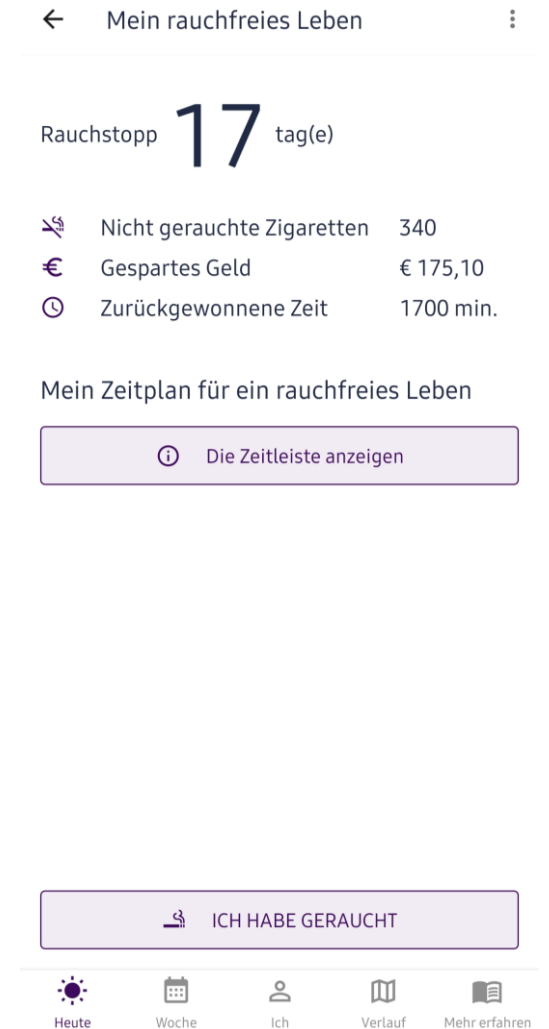 Mein rauchfreies Leben
Rauchstopp 17 tag(e)
Nicht gerauchte Zigaretten 340
€ Gespartes Geld € 175,10
Zurückgewonnene Zeit 1700 min.
Mein Zeitplan für ein rauchfreies Leben
Die Zeitleiste anzeigen
ICH HABE GERAUCHT
Heute Woche Ich Verlauf Mehr erfahren